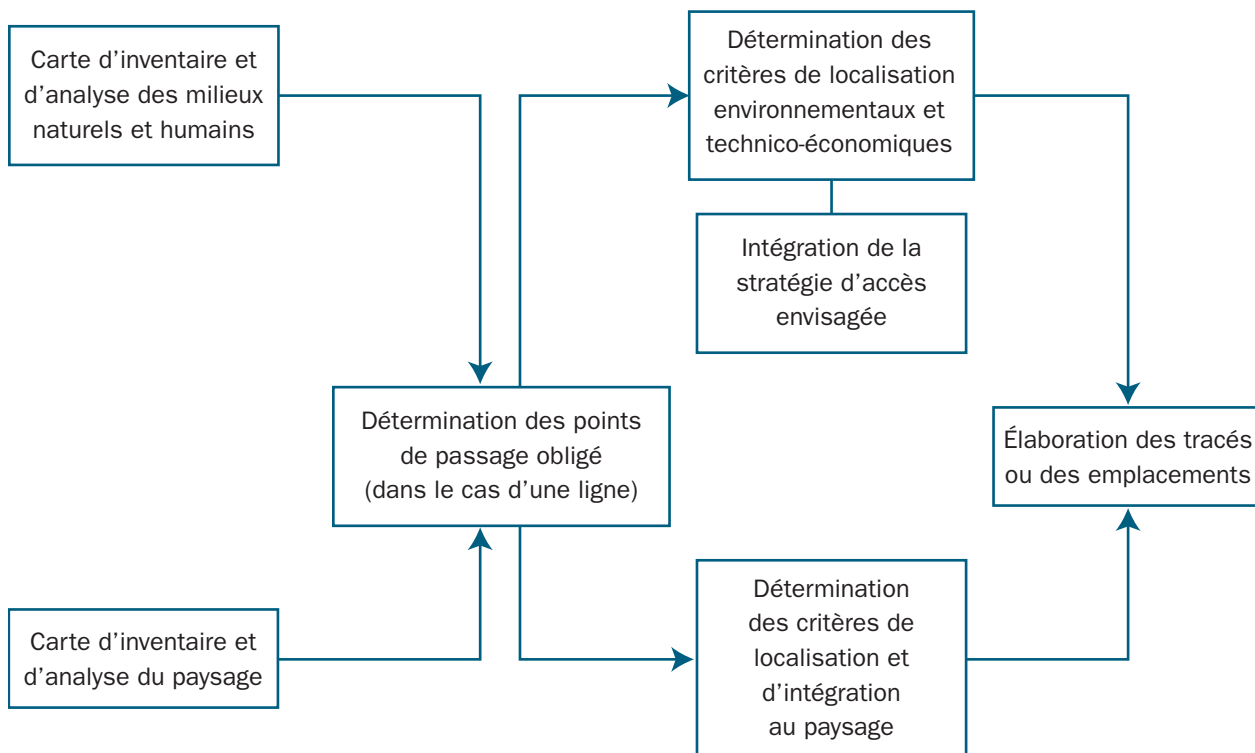 Carte d’inventaire et
d’analyse des milieux
naturels et humains
Détermination des
critères de localisation
environnementaux et
technico-économiques
Intégration de la
stratégie d’accès
envisagée
Détermination des points
de passage obligé
(dans le cas d’une ligne)
Élaboration des tracés
ou des emplacements
Carte d’inventaire et
d’analyse du paysage
Détermination
des critères de
localisation et
d’intégration
au paysage